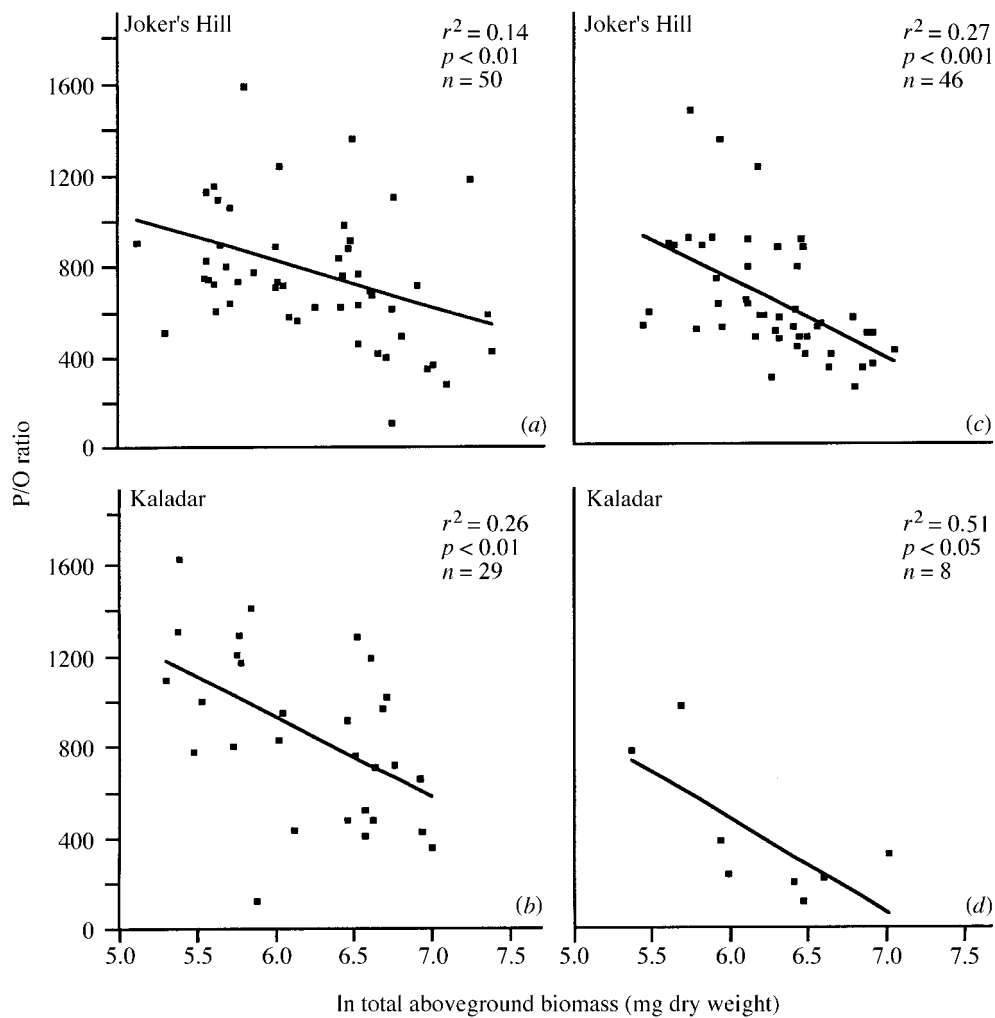 Joker's Hill
r² = 0.14
p < 0.01
n = 50
1600
1200
800
400
0
(a)
Joker's Hill
r² = 0.27
p < 0.001
n = 46
(c)
P/O ratio
Kaladar
r² = 0.26
p < 0.01
n = 29
1600
1200
800
400
0
(b)
5.0 5.5 6.0 6.5 7.0 7.5
Kaladar
r² = 0.51
p < 0.05
n = 8
(d)
5.0 5.5 6.0 6.5 7.0 7.5
In total aboveground biomass (mg dry weight)